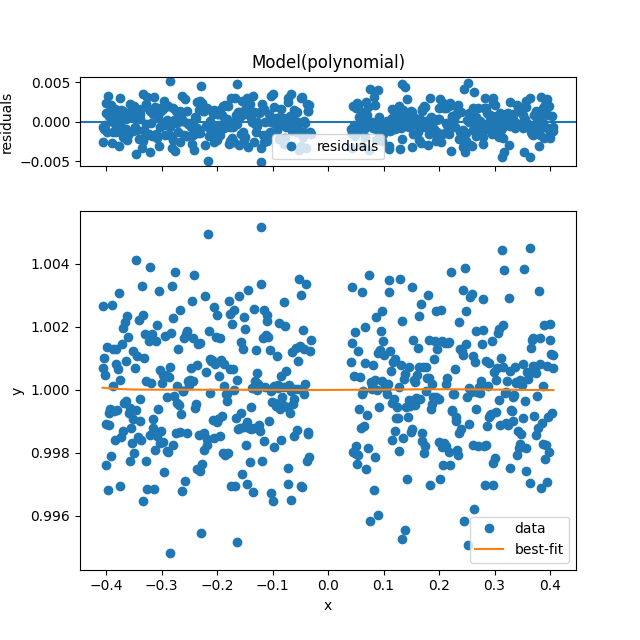 Model(polynomial)
0.005
0.000
−0.005
residuals
residuals
1.004
1.002
1.000
0.998
0.996
y
data
best-fit
−0.4 −0.3 −0.2 −0.1 0.0 0.1 0.2 0.3 0.4
x